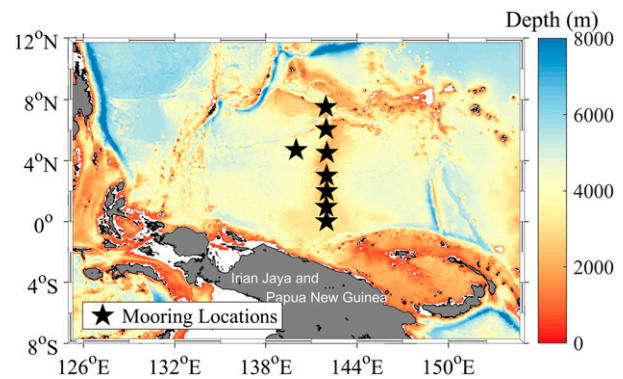 Depth (m)
12°N
8°N
4°N
0°
4°S
8°S
126°E
132°E
138°E
144°E
150°E
Irian Jaya and
Papua New Guinea
Mooring Locations
8000
6000
4000
2000
0